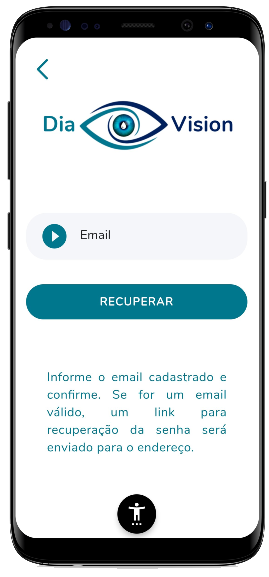 Dia Vision
Email
RECUPERAR
Informe o email cadastrado e
confirme. Se for um email
válido, um link para
recuperação da senha será
enviado para o endereço.